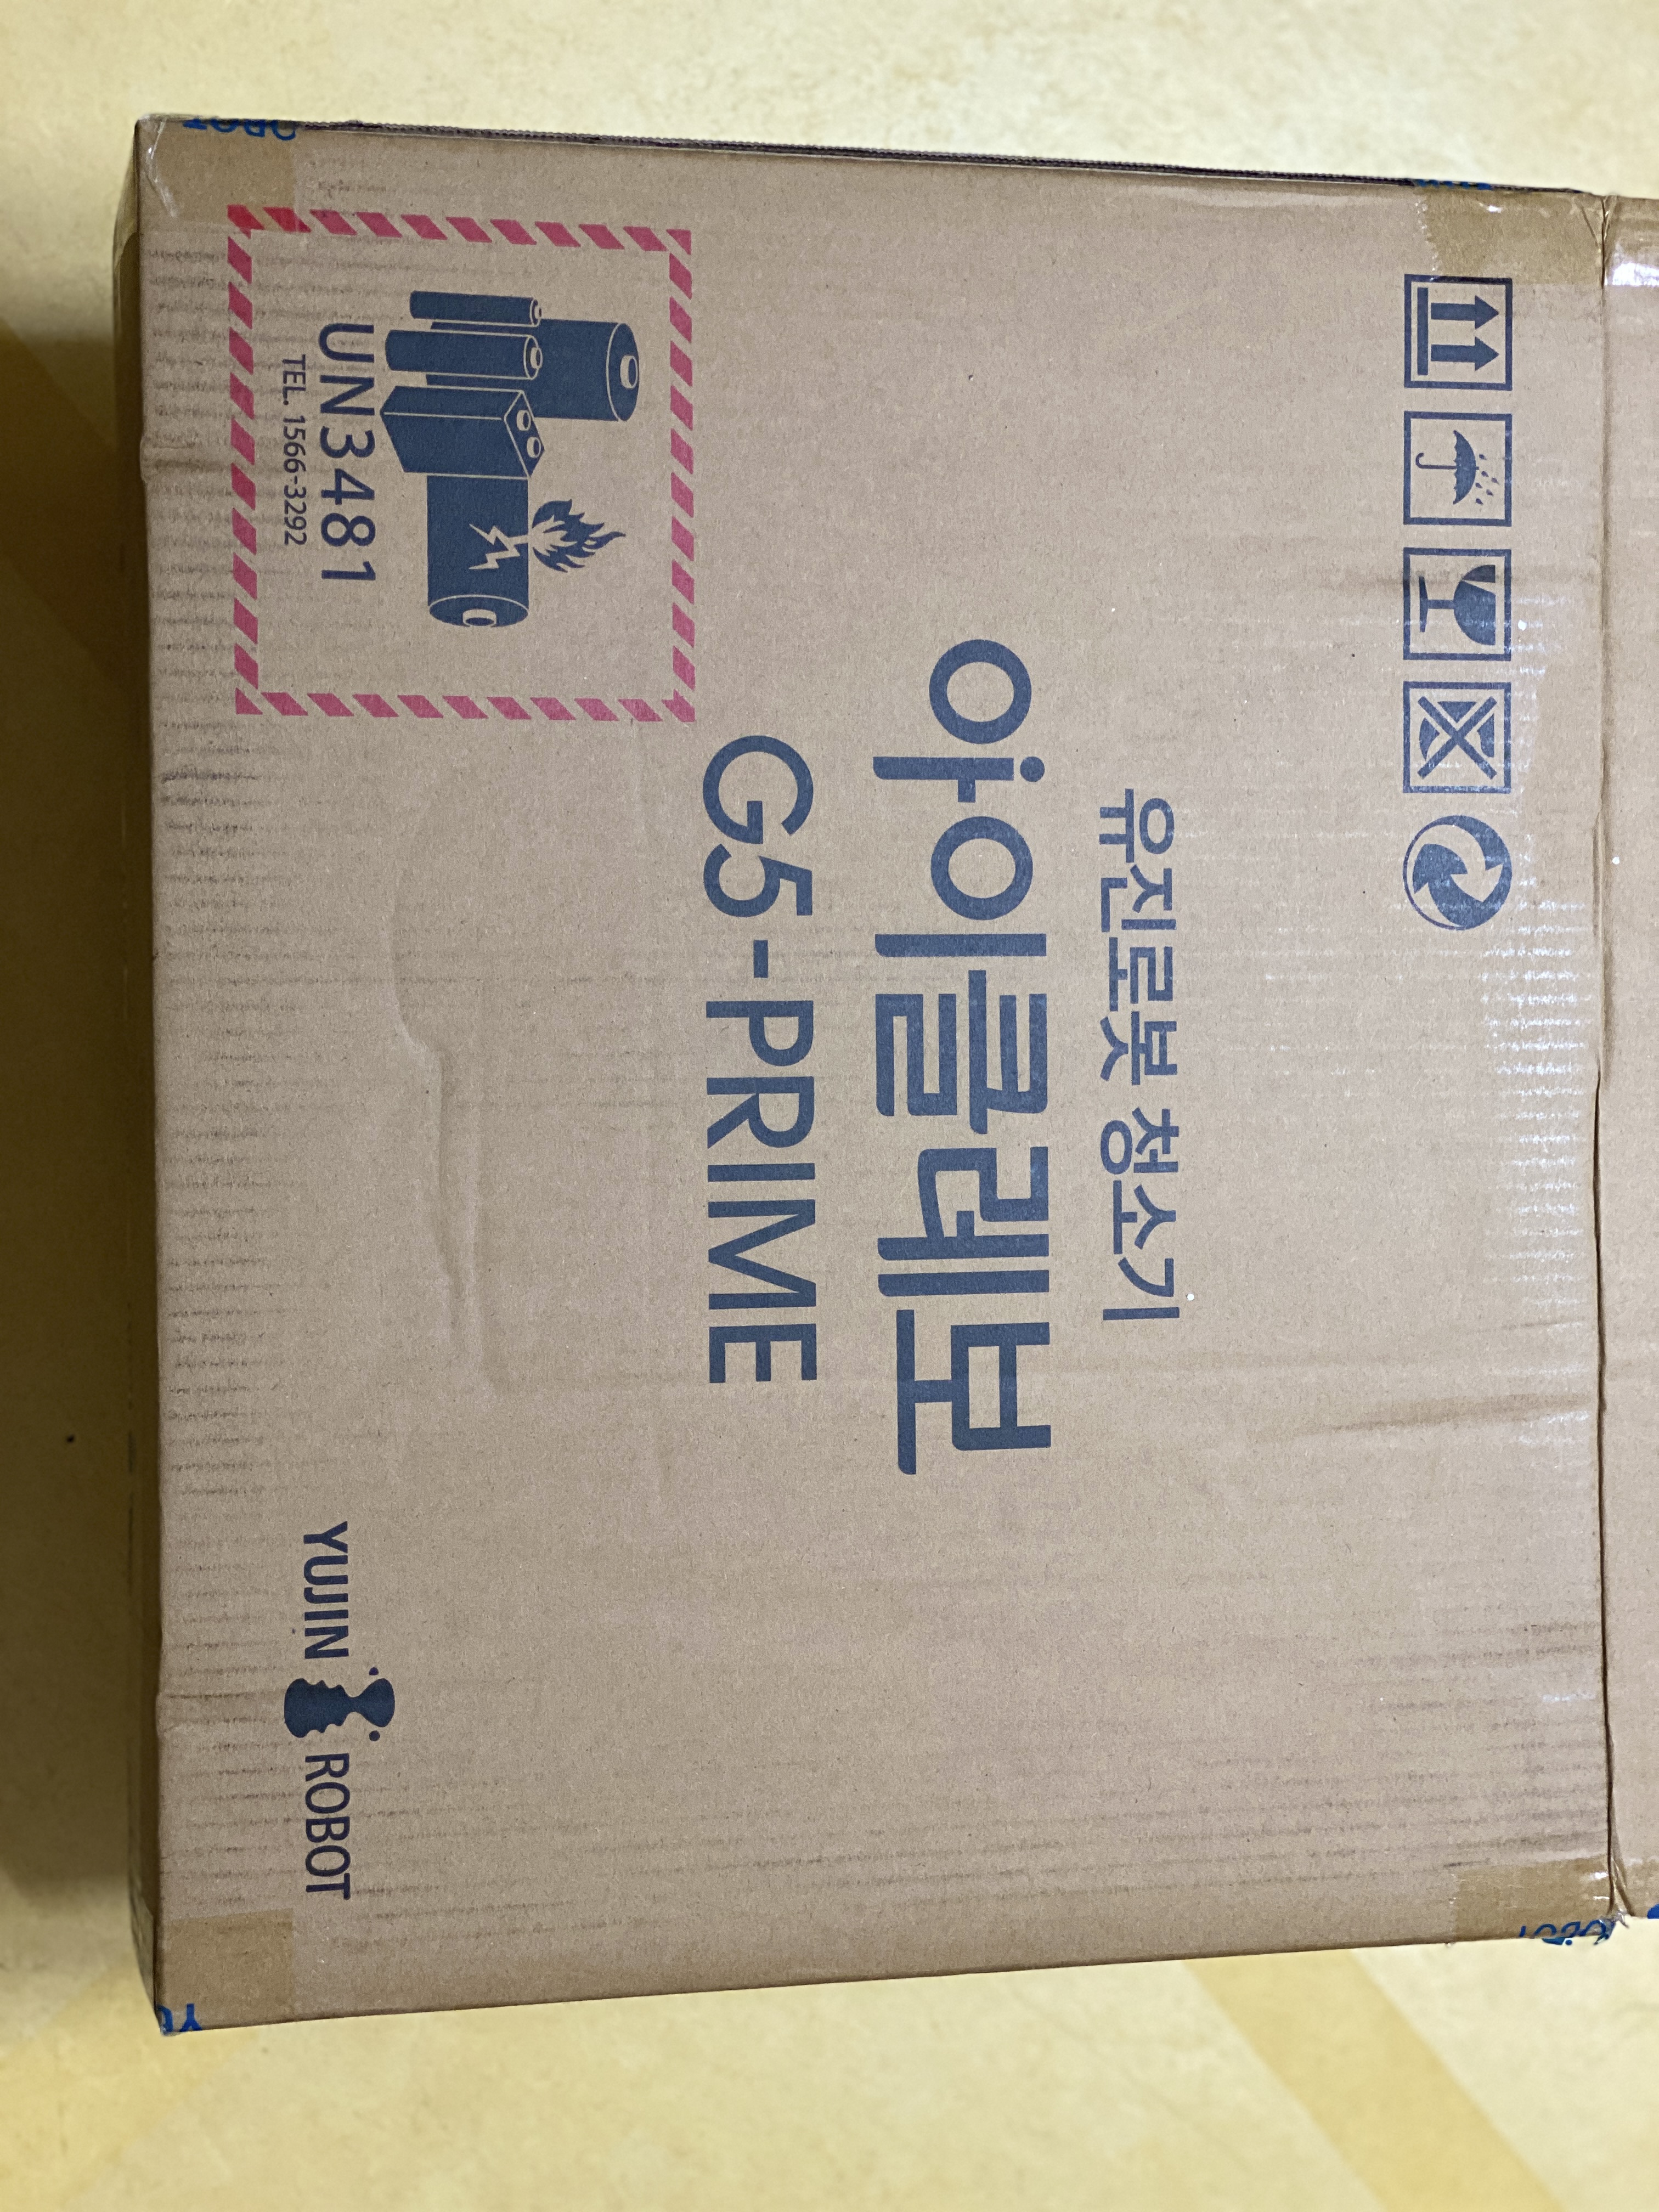 유진로봇 청소기
아이클레보
G5-PRIME
UN3481
TEL. 1566-3292
YUJIN ROBOT